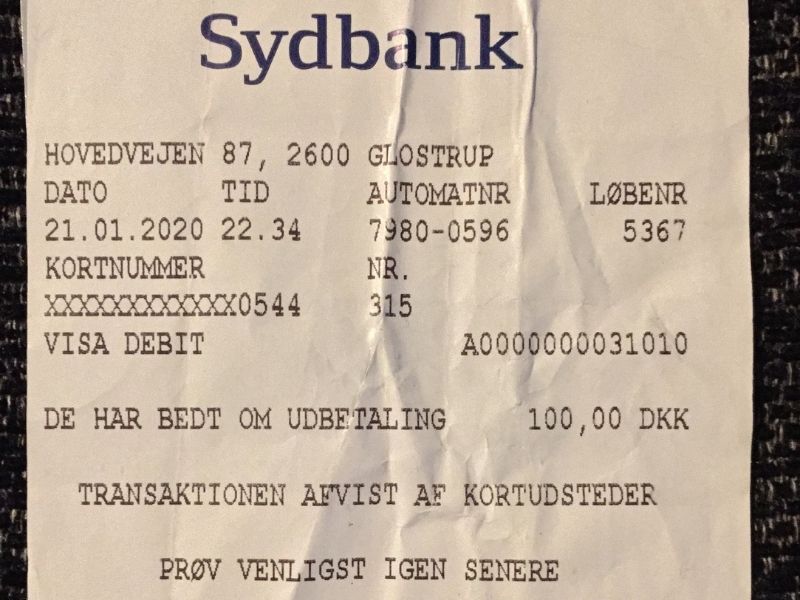 Sydbank
HOVEDVEJEN 87, 2600 GLOSTRUP
DATO TID AUTOMATNR LØBENR
21.01.2020 22.34 7980-0596 5367
KORTNUMMER NR.
XXXXXXXXXXXX0544 315
VISA DEBIT A0000000031010
DE HAR BEDT OM UDBETALING 100,00 DKK
TRANSAKTIONEN AFVIST AF KORTUDSTEDER
PRØV VENLIGST IGEN SENERE